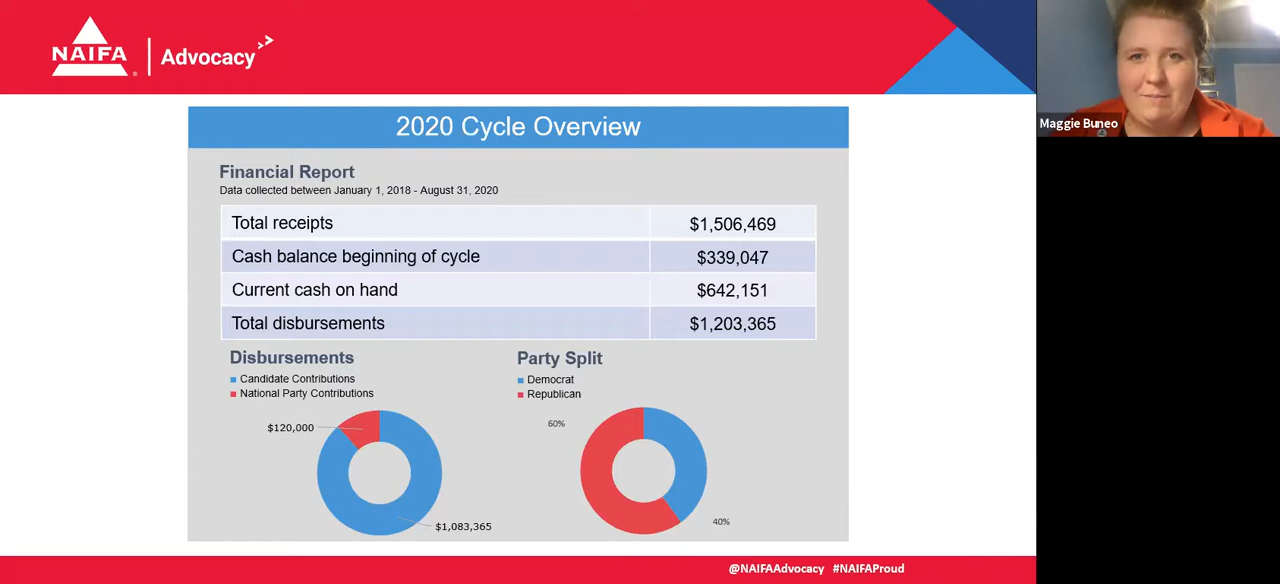 NAIFA | Advocacy
Maggie Buneo
2020 Cycle Overview
Financial Report
Data collected between January 1, 2018 - August 31, 2020
Total receipts $1,506,469
Cash balance beginning of cycle $339,047
Current cash on hand $642,151
Total disbursements $1,203,365
Disbursements
Candidate Contributions
National Party Contributions
$120,000
$1,083,365
Party Split
Democrat
Republican
60%
40%
@NAIFAAdvocacy #NAIFAProud